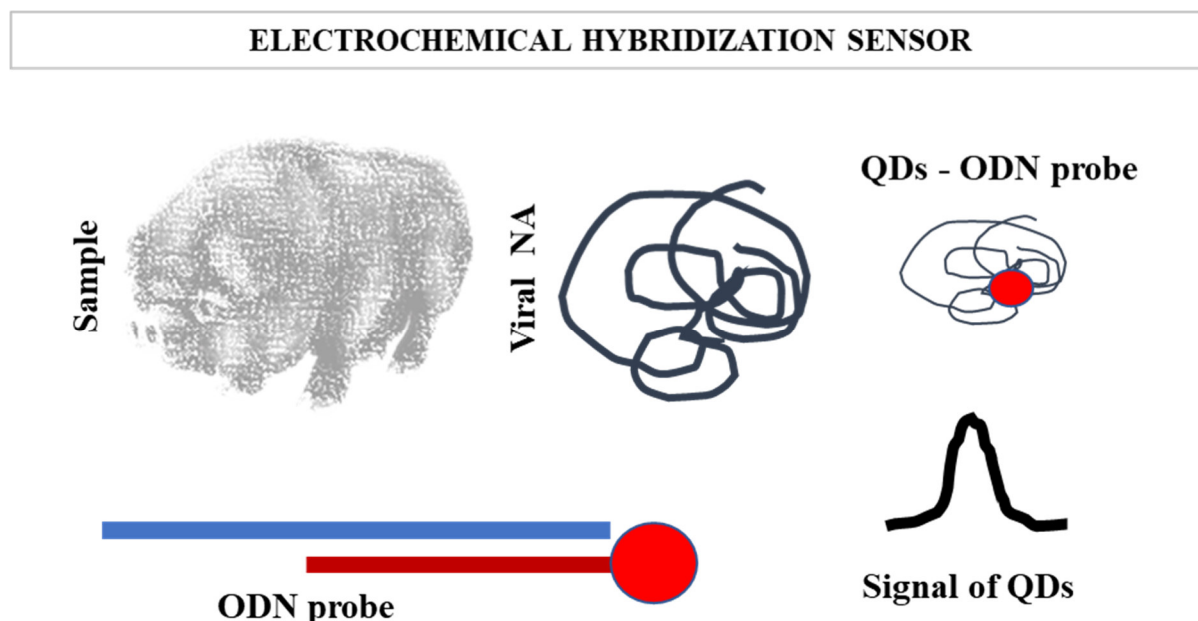 ELECTROCHEMICAL HYBRIDIZATION SENSOR
Sample
Viral NA
QDs - ODN probe
ODN probe
Signal of QDs